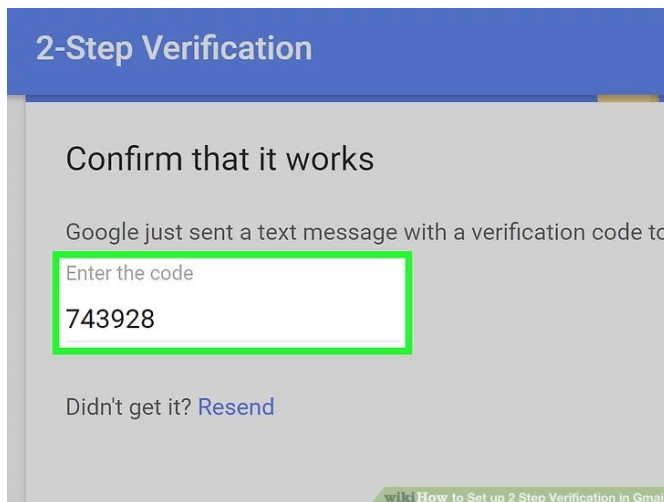 2-Step Verification
Confirm that it works
Google just sent a text message with a verification code to
Enter the code
743928
Didn't get it? Resend
wikiHow to Set up 2 Step Verification in Gmail